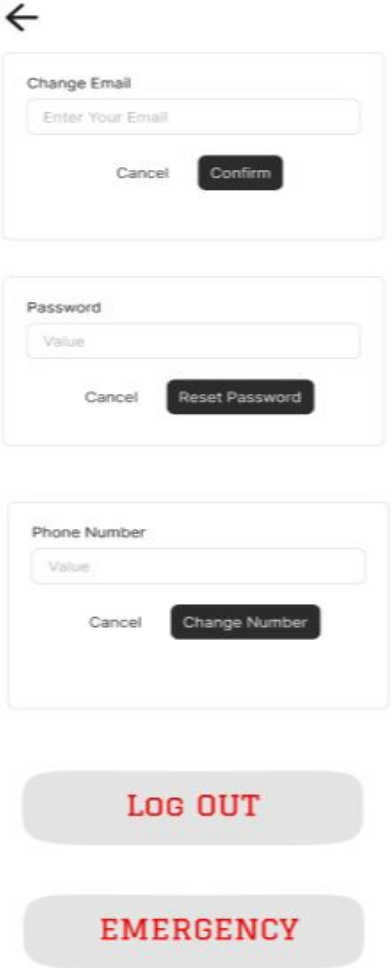 Change Email
Enter Your Email
Cancel Confirm
Password
Value
Cancel Reset Password
Phone Number
Value
Cancel Change Number
Log OUT
EMERGENCY